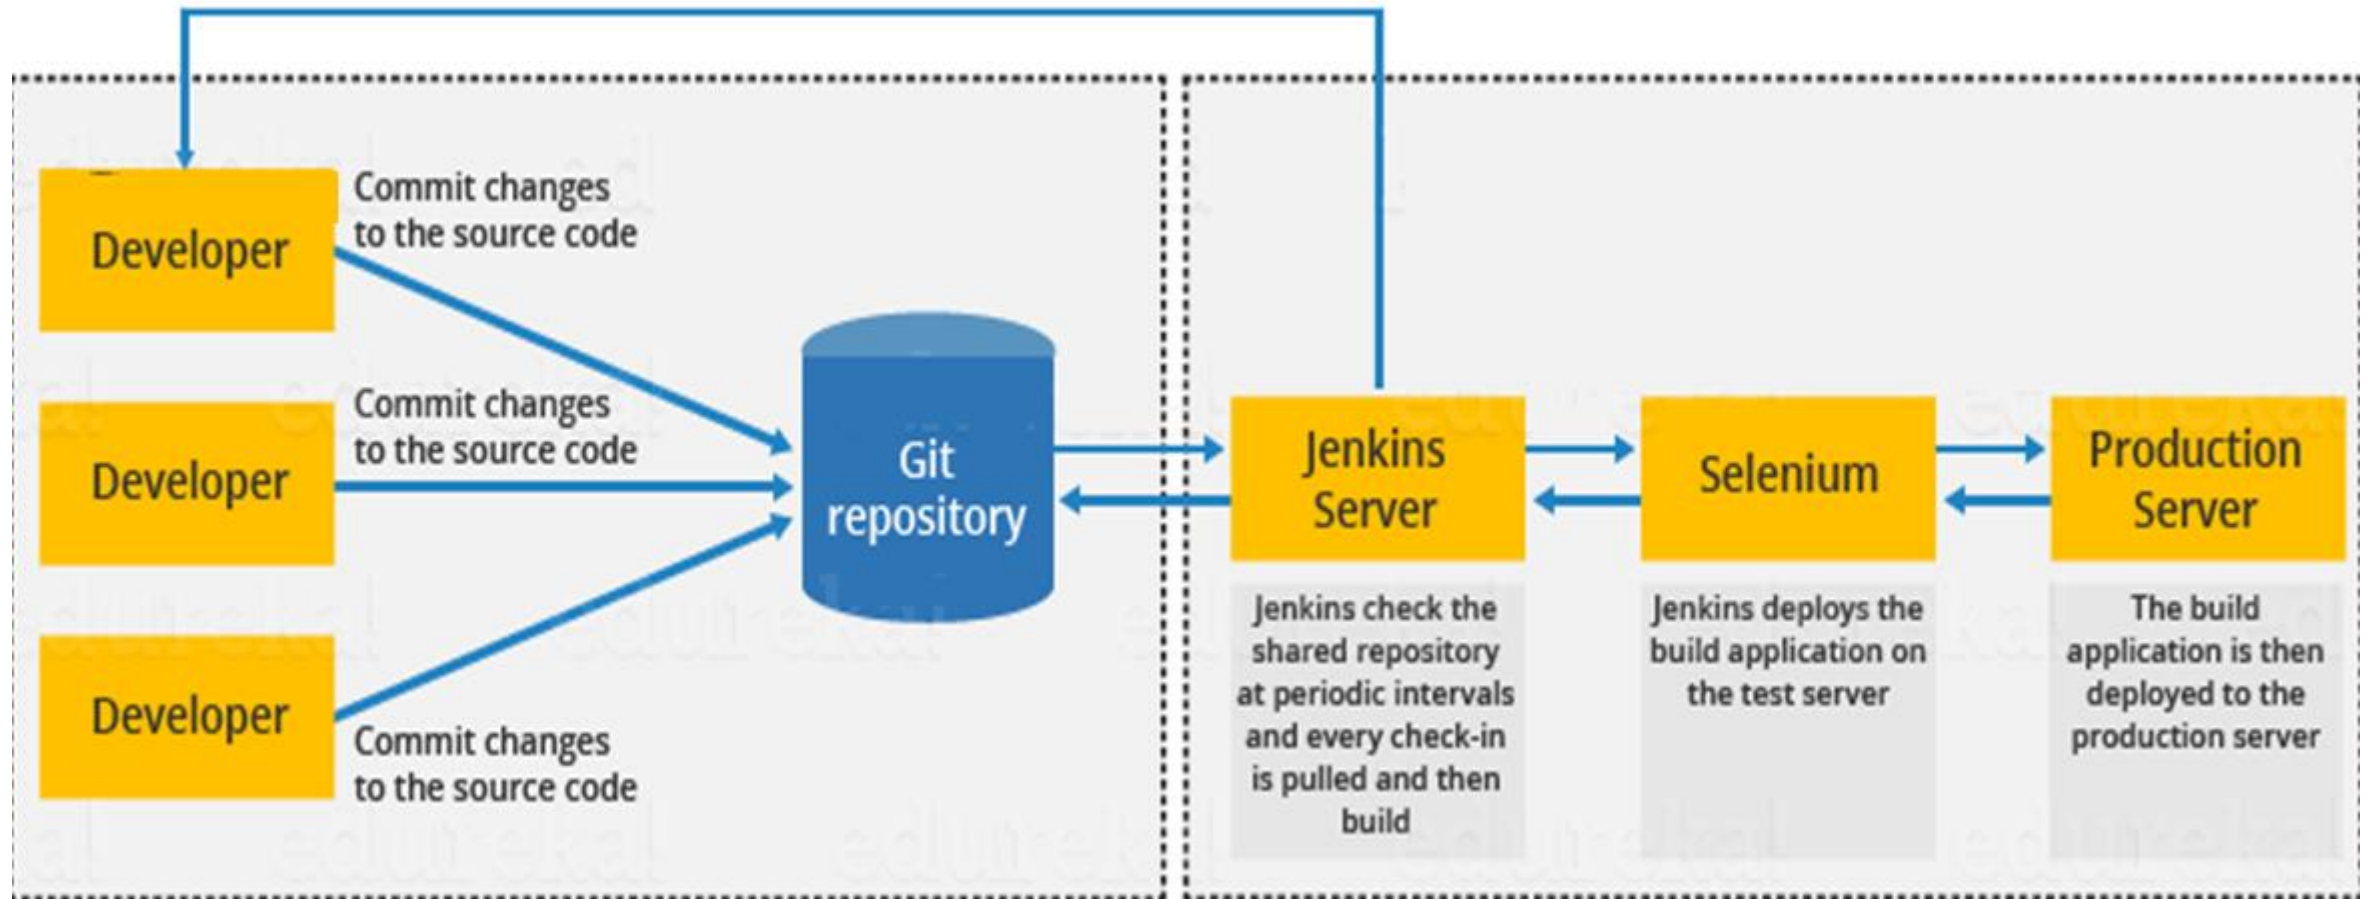 Developer
Commit changes
to the source code
Developer
Commit changes
to the source code
Developer
Commit changes
to the source code
Git
repository
Jenkins
Server
Jenkins check the
shared repository
at periodic intervals
and every check-in
is pulled and then
build
Selenium
Jenkins deploys the
build application on
the test server
Production
Server
The build
application is then
deployed to the
production server